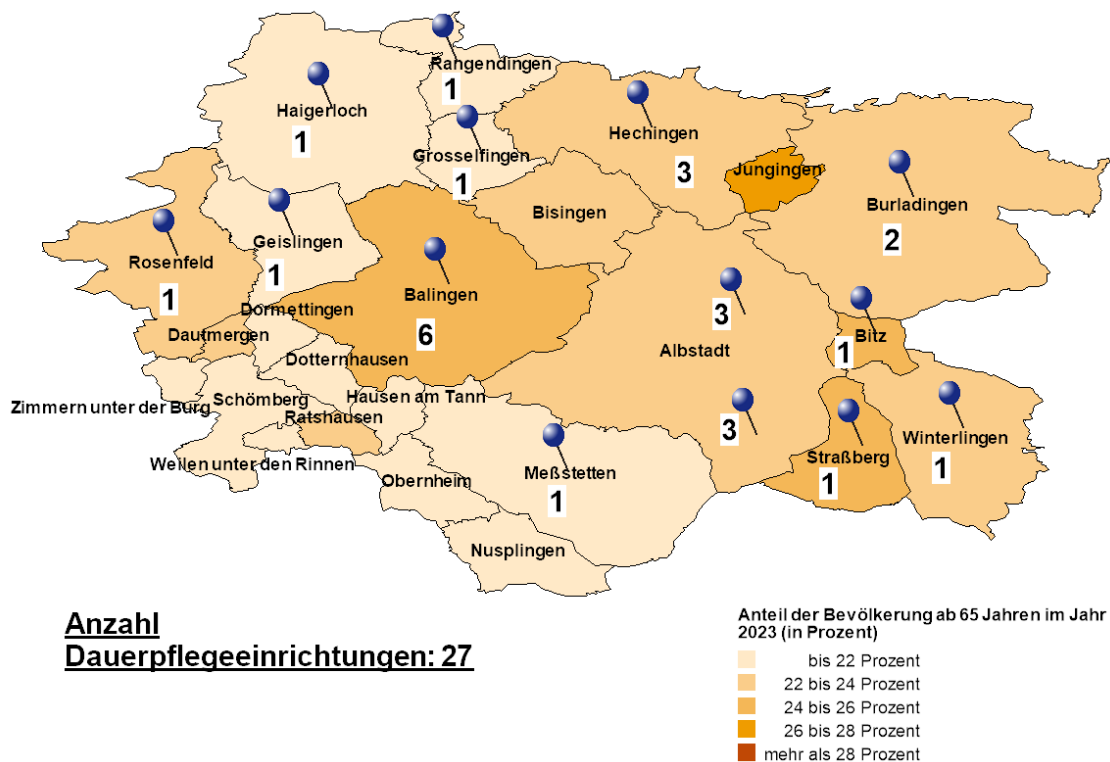 Rangendingen
1
Haigerloch
1
Hechingen
3
Grosselfingen
1
Jungingen
Burladingen
2
Bisingen
Geislingen
1
Rosenfeld
1
Balingen
6
Dormettingen
Dautmergen
3
Albstadt
Bitz
1
Dotternhausen
Hausen am Tann
Schömberg
Zimmern unter der Burg
Ratshausen
3
Winterlingen
1
Straßberg
1
Weilen unter den Rinnen
Meßstetten
1
Obernheim
Nusplingen
Anzahl
Dauerpflegeeinrichtungen: 27
Anteil der Bevölkerung ab 65 Jahren im Jahr
2023 (in Prozent)
bis 22 Prozent
22 bis 24 Prozent
24 bis 26 Prozent
26 bis 28 Prozent
mehr als 28 Prozent